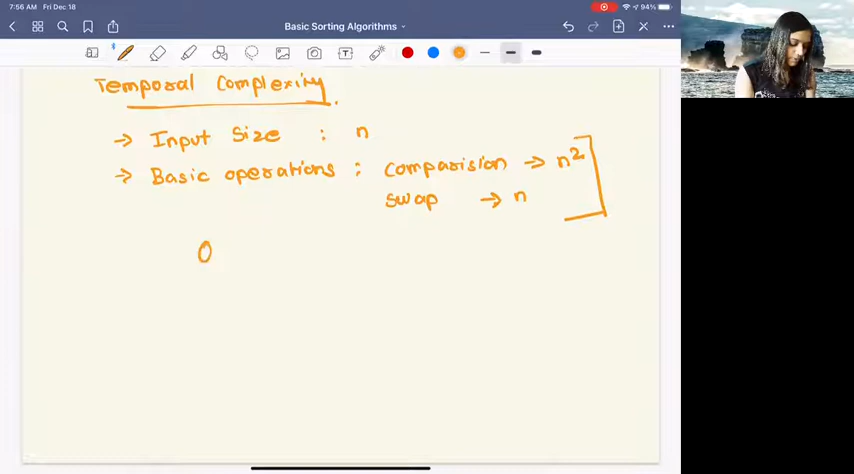 7:56 AM Fri Dec 18
94%
Basic Sorting Algorithms
T
Temporal Complexity.
→ Input Size : n
→ Basic operations : comparision → n²
swap → n
O